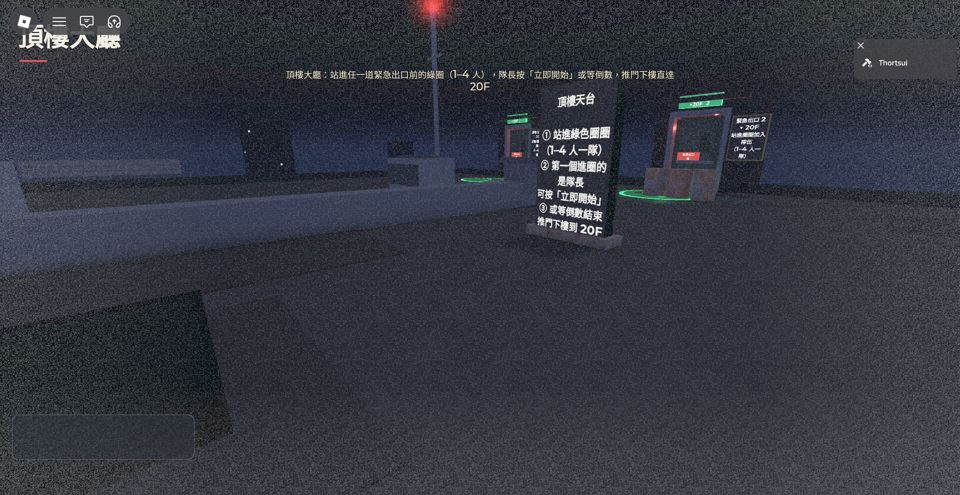 頂樓大廳
頂樓大廳：站進任一道緊急出口前的綠圈（1–4 人），隊長按「立即開始」或等倒數，推門下樓直達
20F
Thortsui
頂樓天台
① 站進綠色圈圈
（1–4 人一隊）
② 第一個進圈的
是隊長
可按「立即開始」
③ 或等倒數結束
推門下樓到 20F
緊急出口 2
站進圈圈加入
隊伍
（1–4 人一
隊）